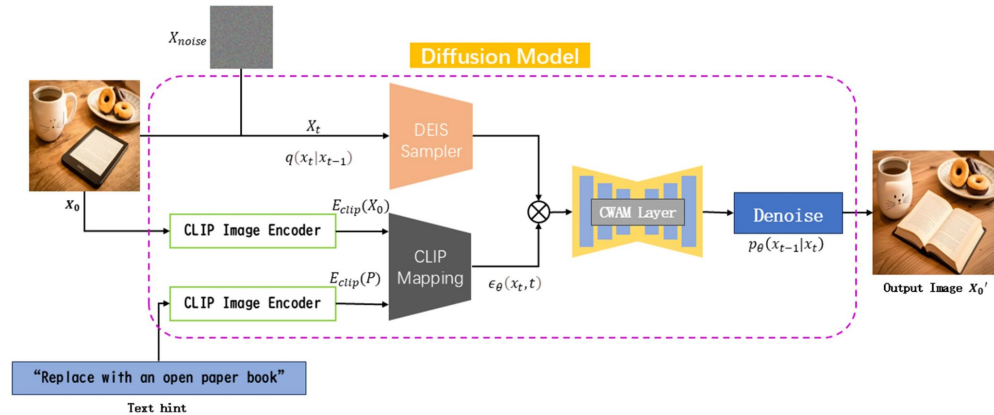 X_noise
Diffusion Model
X_t
q(x_t|x_{t-1})
DEIS
Sampler
X_0
E_clip(X_0)
CLIP Image Encoder
CLIP
Mapping
E_clip(P)
CLIP Image Encoder
ϵ_θ(x_t, t)
CWAM Layer
Denoise
p_θ(x_{t-1}|x_t)
Output Image X_0'
“Replace with an open paper book”
Text hint